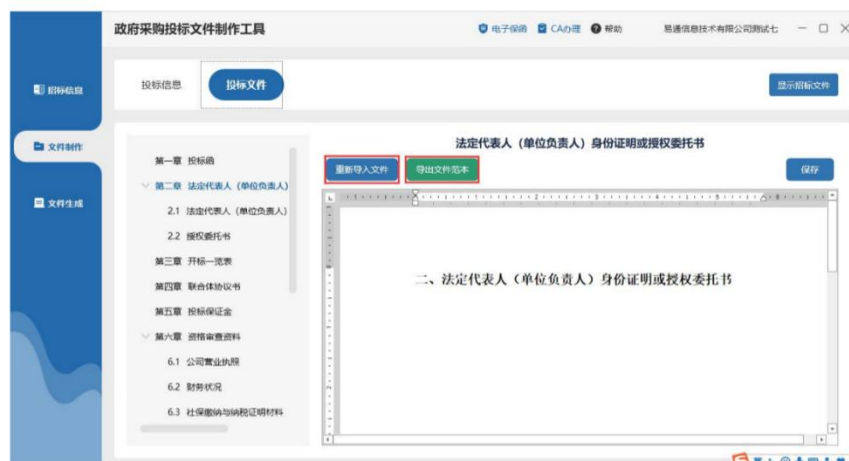 政府采购投标文件制作工具
电子保函 CA办理 帮助 易通信息技术有限公司测试七
招标信息
文件制作
文件生成
投标信息 投标文件 显示招标文件
第一章 投标函
第二章 法定代表人（单位负责人）
2.1 法定代表人（单位负责人）
2.2 授权委托书
第三章 开标一览表
第四章 联合体协议书
第五章 投标保证金
第六章 资格审查资料
6.1 公司营业执照
6.2 财务状况
6.3 社保缴纳与纳税证明材料
法定代表人（单位负责人）身份证明或授权委托书
重新导入文件 导出文件范本 保存
二、法定代表人（单位负责人）身份证明或授权委托书